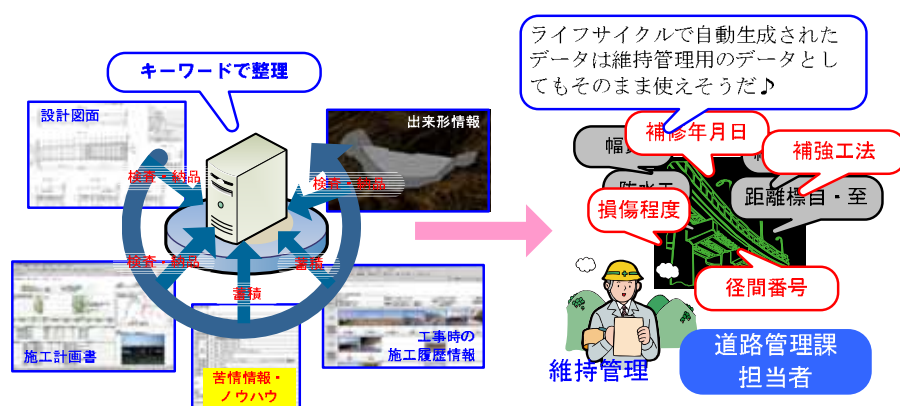 キーワードで整理
設計図面
出来形情報
検査・納品
検査・納品
検査・納品
蓄積
蓄積
施工計画書
苦情情報・
ノウハウ
工事時の
施工履歴情報
ライフサイクルで自動生成された
データは維持管理用のデータとし
てもそのまま使えそうだ♪
補修年月日
補強工法
距離標自・至
損傷程度
径間番号
維持管理
道路管理課
担当者